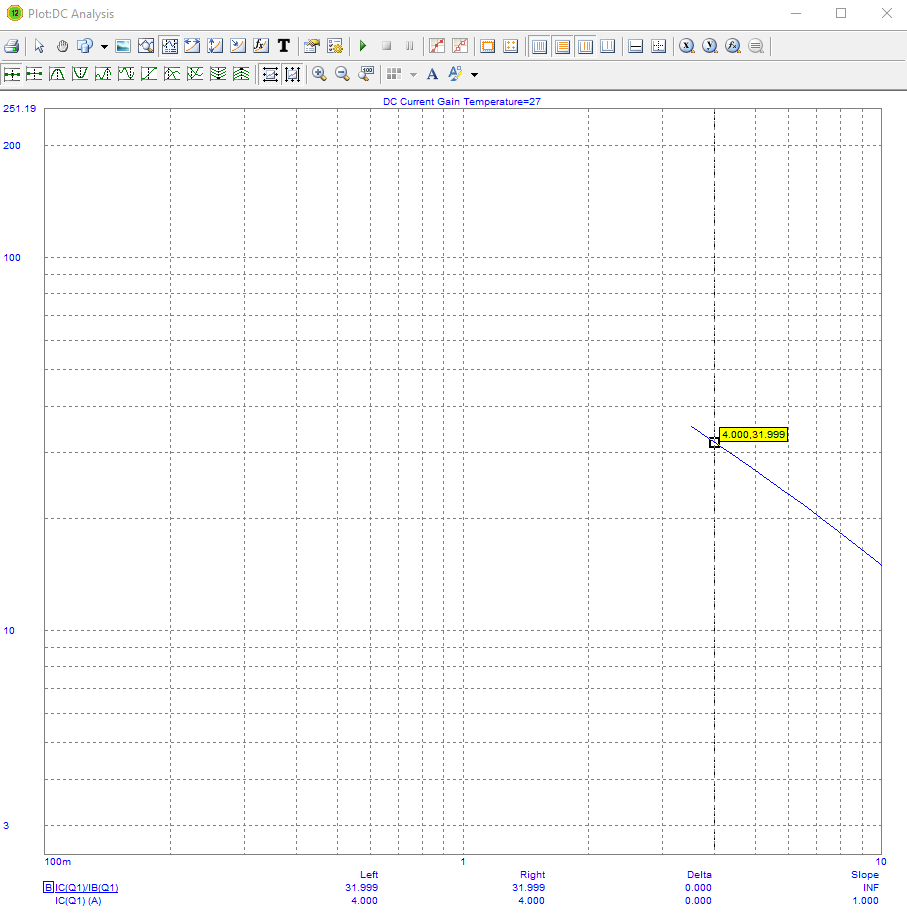 12 Plot:DC Analysis
T
100
A
DC Current Gain Temperature=27
251.19
200
100
4.000,31.999
10
3
100m 1 10
Left Right Delta Slope
B IC(Q1)/IB(Q1) 31.999 31.999 0.000 INF
IC(Q1) (A) 4.000 4.000 0.000 1.000